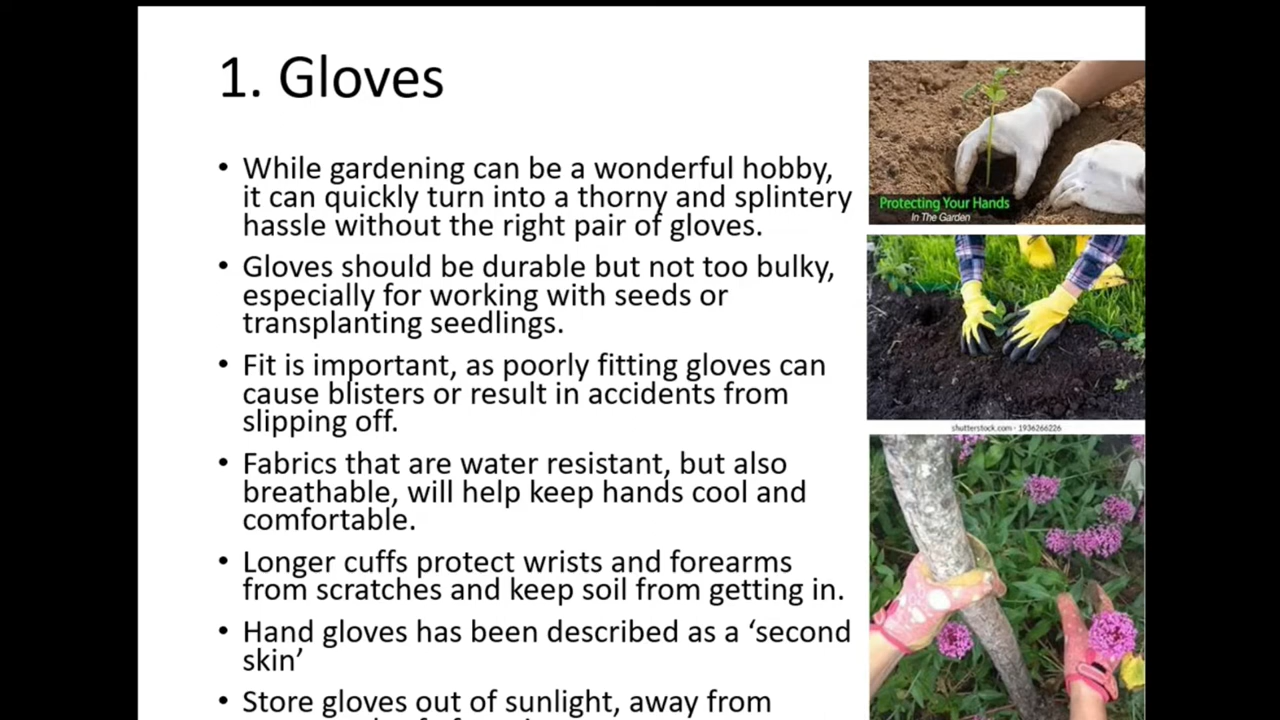 1. Gloves
• While gardening can be a wonderful hobby,
it can quickly turn into a thorny and splintery
hassle without the right pair of gloves.
• Gloves should be durable but not too bulky,
especially for working with seeds or
transplanting seedlings.
• Fit is important, as poorly fitting gloves can
cause blisters or result in accidents from
slipping off.
• Fabrics that are water resistant, but also
breathable, will help keep hands cool and
comfortable.
• Longer cuffs protect wrists and forearms
from scratches and keep soil from getting in.
• Hand gloves has been described as a ‘second
skin’
• Store gloves out of sunlight, away from
Protecting Your Hands
In The Garden
shutterstock.com · 1936266226